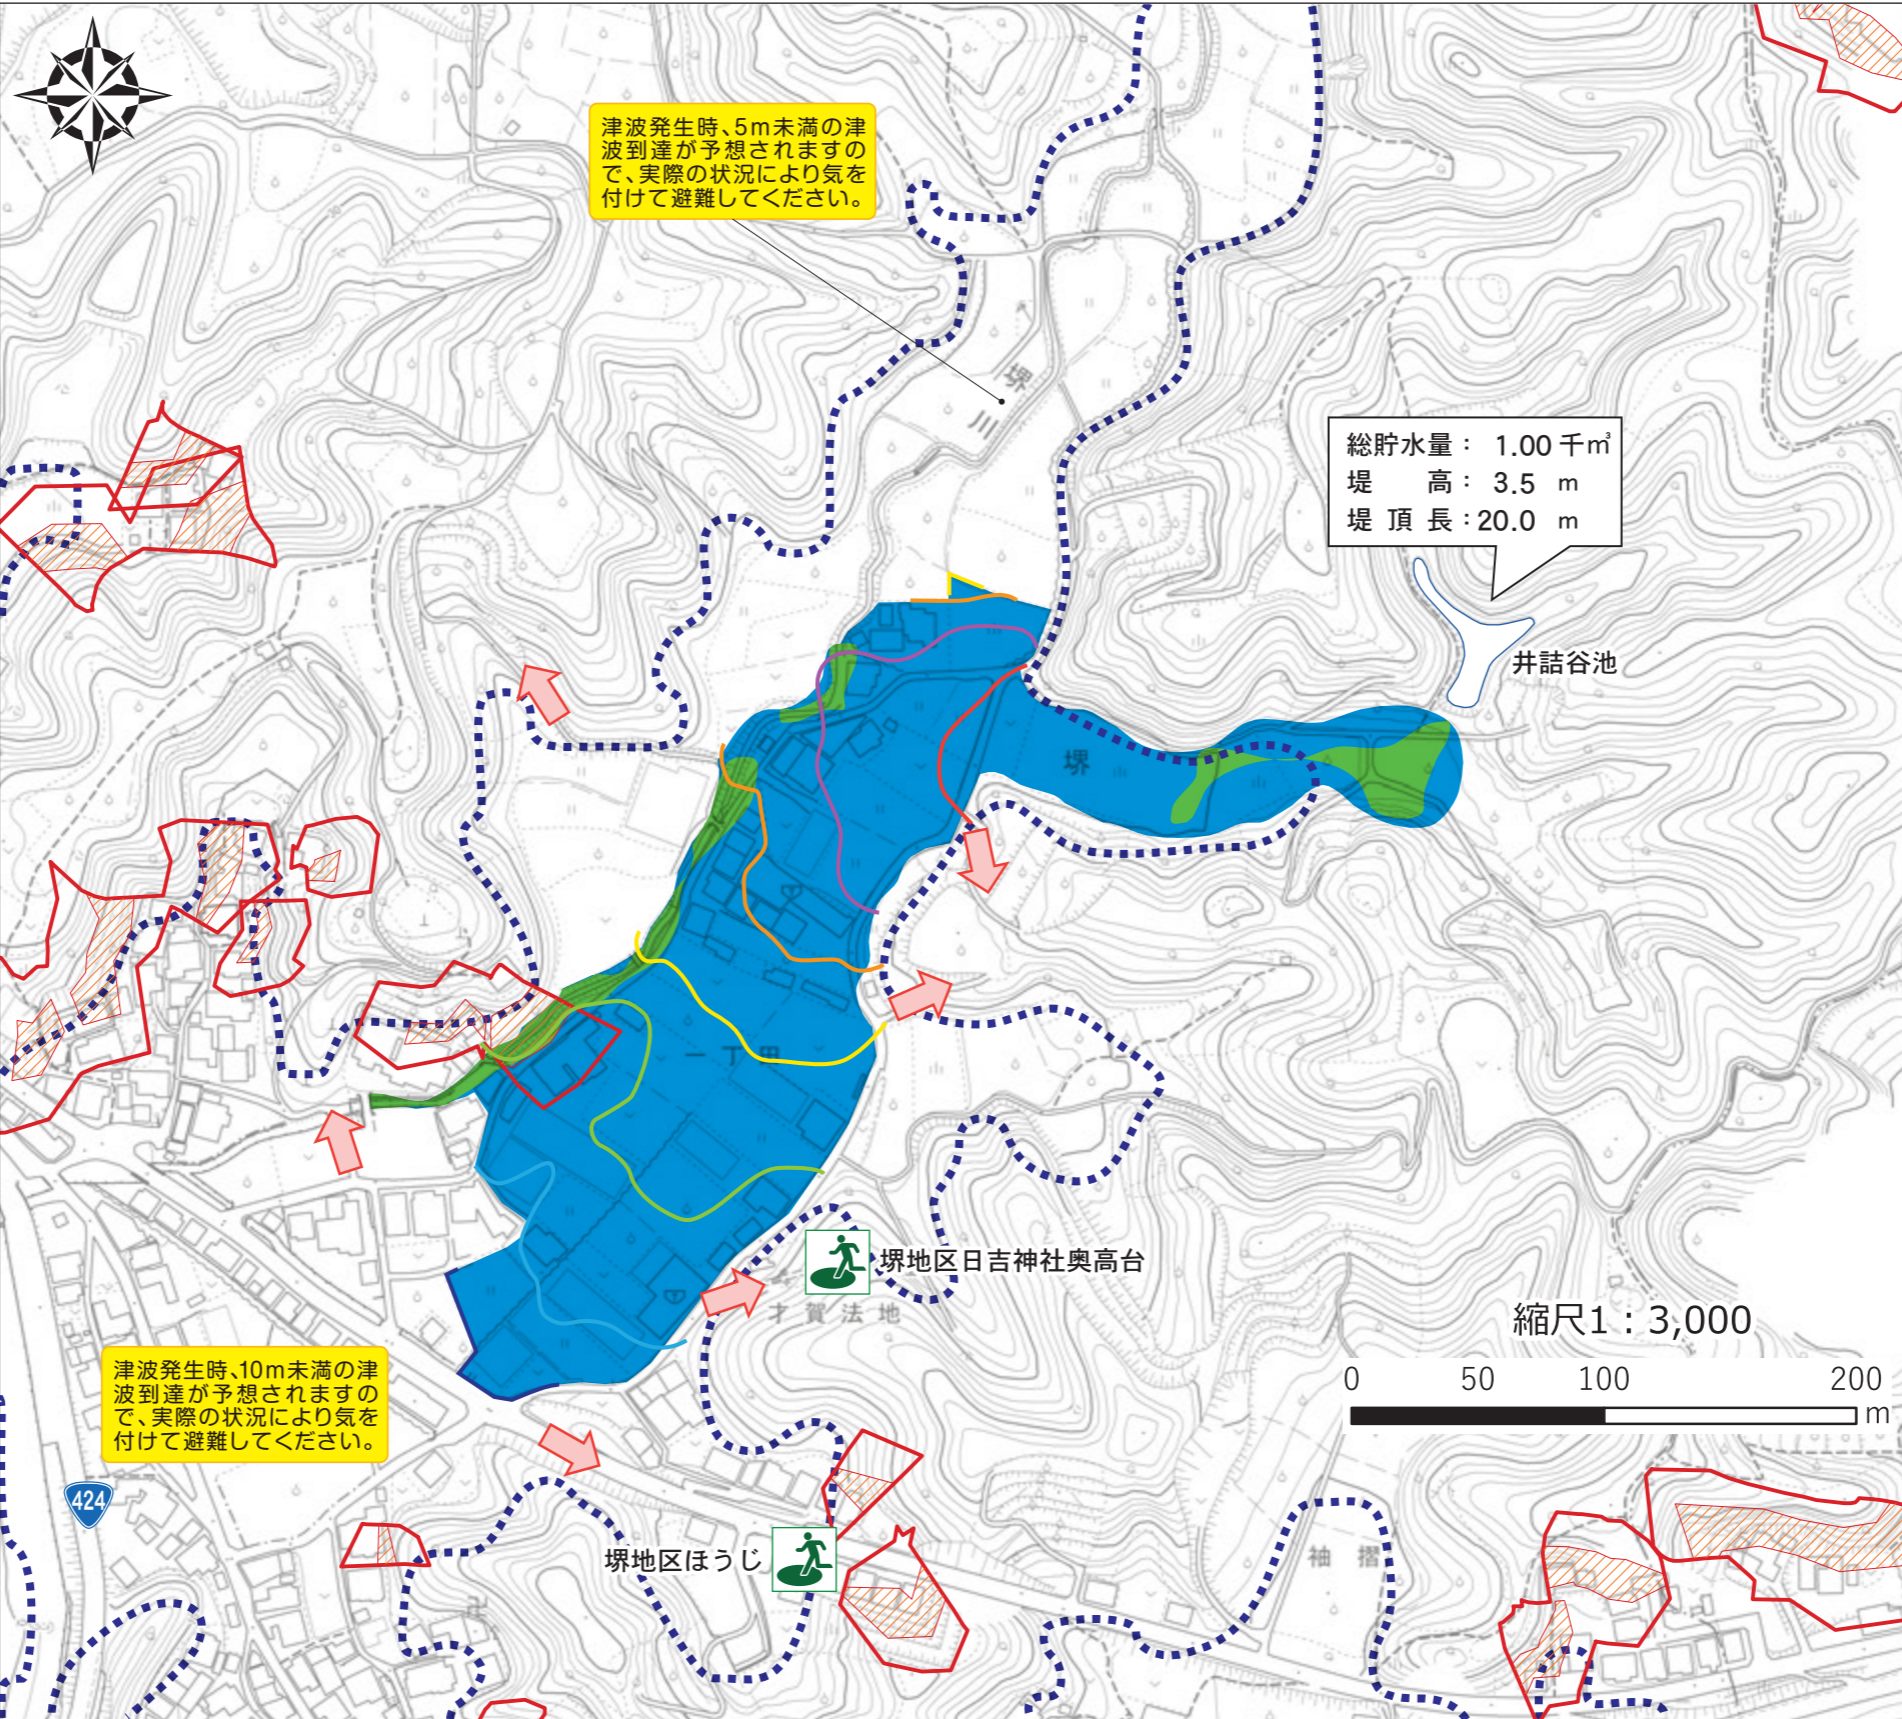 津波発生時、5m未満の津
波到達が予想されますの
で、実際の状況により気を
付けて避難してください。
堺
川
総貯水量： 1.00 千㎥
堤　高： 3.5 m
堤 頂 長：20.0 m
井詰谷池
堺
一丁田
堺地区日吉神社奥高台
才賀法地
縮尺1：3,000
0 50 100 200
m
津波発生時、10m未満の津
波到達が予想されますの
で、実際の状況により気を
付けて避難してください。
424
堺地区ほうじ
袖摺